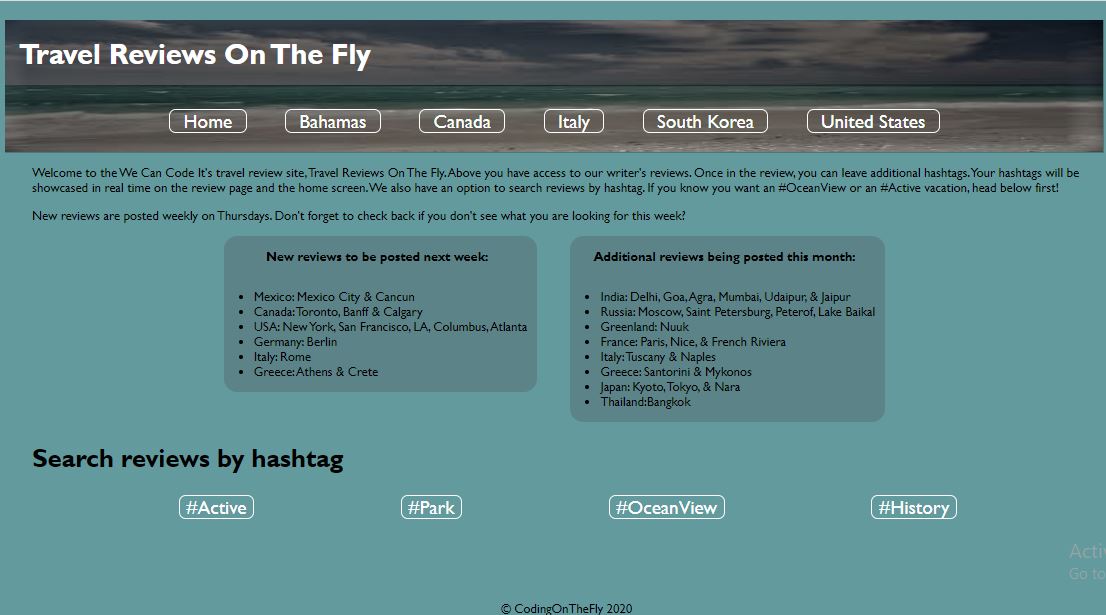 Travel Reviews On The Fly
Home Bahamas Canada Italy South Korea United States
Welcome to the We Can Code It's travel review site, Travel Reviews On The Fly. Above you have access to our writer's reviews. Once in the review, you can leave additional hashtags. Your hashtags will be
showcased in real time on the review page and the home screen. We also have an option to search reviews by hashtag. If you know you want an #OceanView or an #Active vacation, head below first!
New reviews are posted weekly on Thursdays. Don't forget to check back if you don't see what you are looking for this week?
New reviews to be posted next week:
• Mexico: Mexico City & Cancun
• Canada: Toronto, Banff & Calgary
• USA: New York, San Francisco, LA, Columbus, Atlanta
• Germany: Berlin
• Italy: Rome
• Greece: Athens & Crete
Additional reviews being posted this month:
• India: Delhi, Goa, Agra, Mumbai, Udaipur, & Jaipur
• Russia: Moscow, Saint Petersburg, Peterof, Lake Baikal
• Greenland: Nuuk
• France: Paris, Nice, & French Riviera
• Italy: Tuscany & Naples
• Greece: Santorini & Mykonos
• Japan: Kyoto, Tokyo, & Nara
• Thailand:Bangkok
Search reviews by hashtag
#Active #Park #OceanView #History
Acti
Go to
© CodingOnTheFly 2020